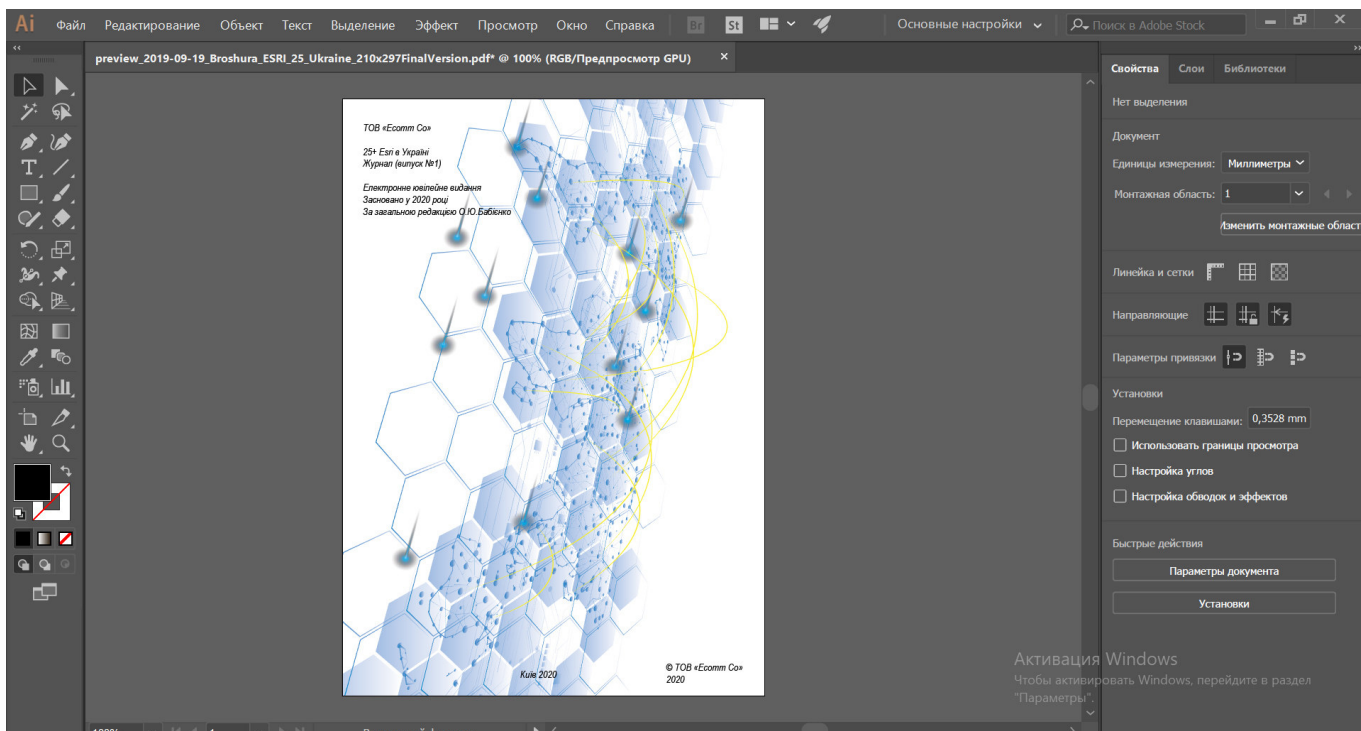 Ai Файл Редактирование Объект Текст Выделение Эффект Просмотр Окно Справка Br St Основные настройки Поиск в Adobe Stock
preview_2019-09-19_Broshura_ESRI_25_Ukraine_210x297FinalVersion.pdf* @ 100% (RGB/Предпросмотр GPU) ×
ТОВ «Ecomm Co»
25+ Esri в Україні
Журнал (випуск №1)
Електронне ювілейне видання
Засновано у 2020 році
За загальною редакцією О.Ю.Бабієнко
Київ 2020
© ТОВ «Ecomm Co»
2020
Свойства Слои Библиотеки
Нет выделения
Документ
Единицы измерения: Миллиметры
Монтажная область: 1
Изменить монтажные област
Линейка и сетки
Направляющие
Параметры привязки
Установки
Перемещение клавишами: 0,3528 mm
Использовать границы просмотра
Настройка углов
Настройка обводок и эффектов
Быстрые действия
Параметры документа
Установки
Активация Windows
Чтобы активировать Windows, перейдите в раздел
"Параметры".